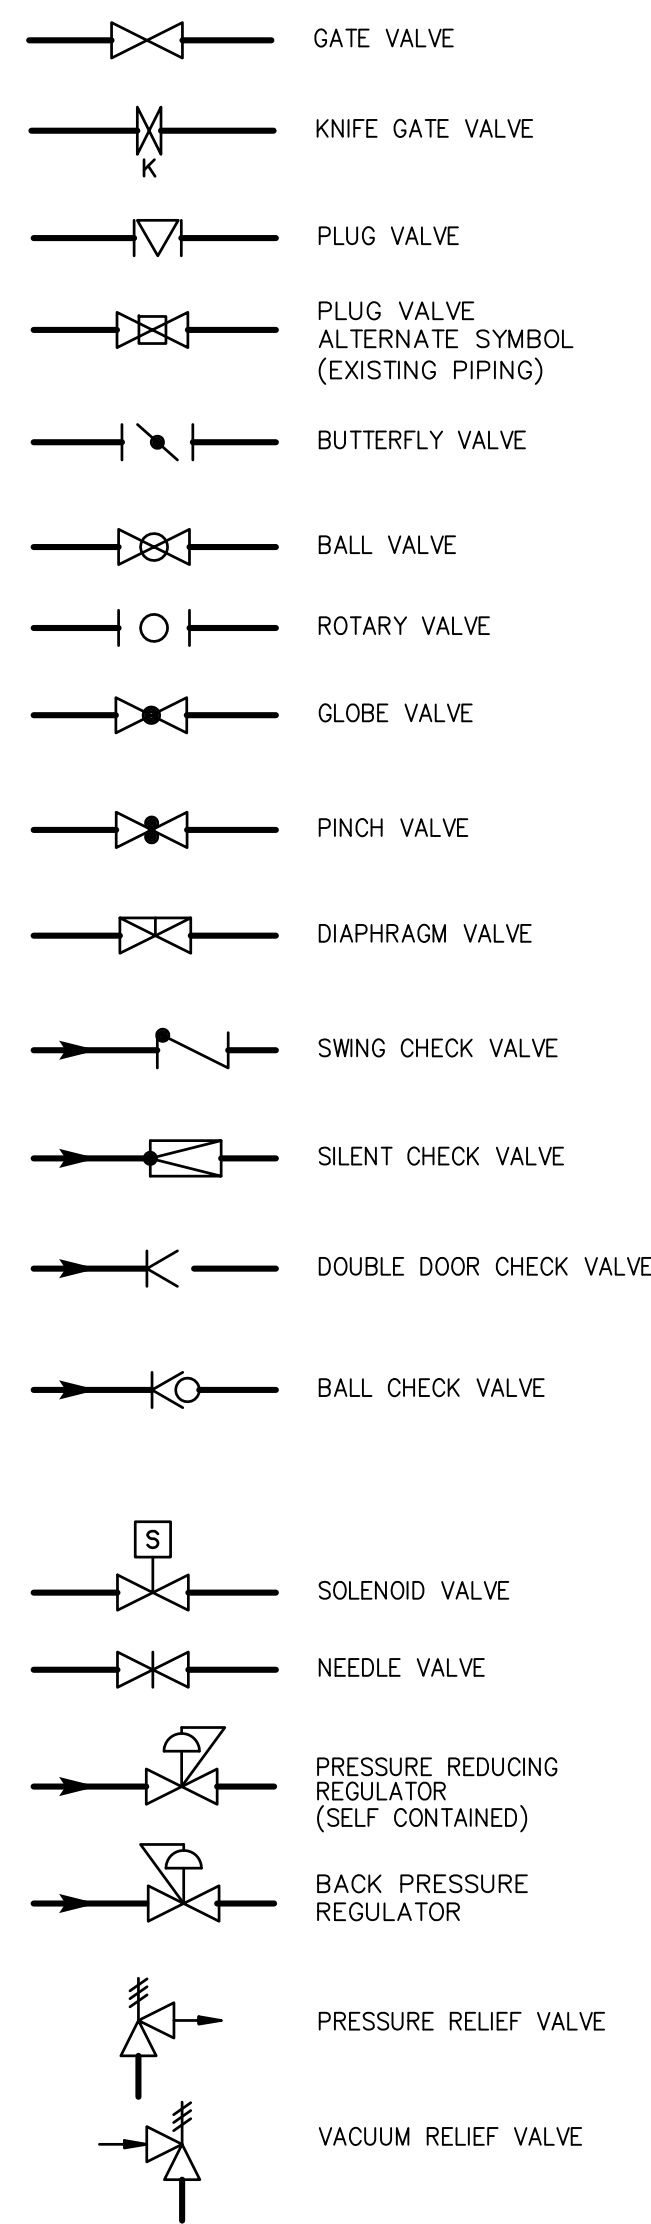 GATE VALVE
KNIFE GATE VALVE
K
PLUG VALVE
PLUG VALVE
ALTERNATE SYMBOL
(EXISTING PIPING)
BUTTERFLY VALVE
BALL VALVE
ROTARY VALVE
GLOBE VALVE
PINCH VALVE
DIAPHRAGM VALVE
SWING CHECK VALVE
SILENT CHECK VALVE
DOUBLE DOOR CHECK VALVE
BALL CHECK VALVE
S
SOLENOID VALVE
NEEDLE VALVE
PRESSURE REDUCING
REGULATOR
(SELF CONTAINED)
BACK PRESSURE
REGULATOR
PRESSURE RELIEF VALVE
VACUUM RELIEF VALVE